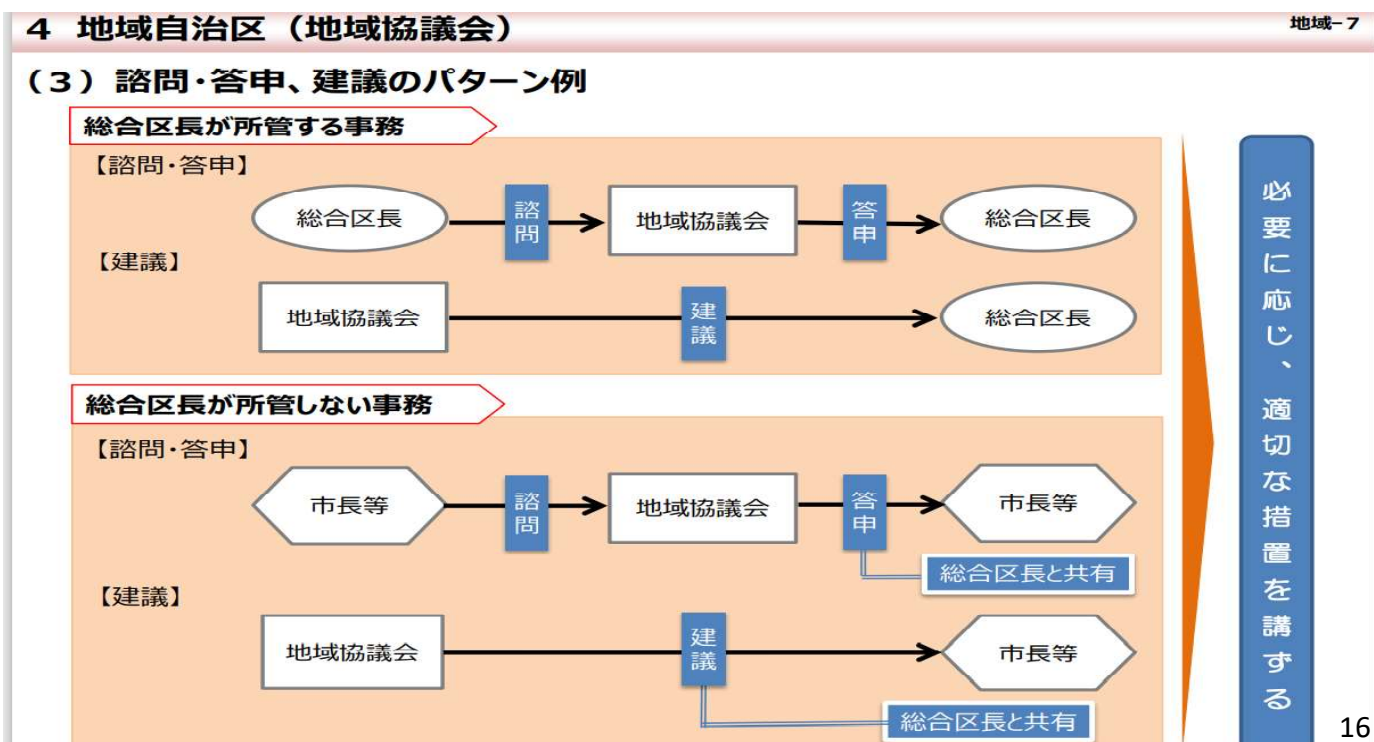 4 地域自治区（地域協議会）
地域-7
（3）諮問・答申、建議のパターン例
総合区長が所管する事務
【諮問・答申】
総合区長
諮問
地域協議会
答申
総合区長
【建議】
地域協議会
建議
総合区長
総合区長が所管しない事務
【諮問・答申】
市長等
諮問
地域協議会
答申
市長等
総合区長と共有
【建議】
地域協議会
建議
市長等
総合区長と共有
必要に応じ、適切な措置を講ずる
16